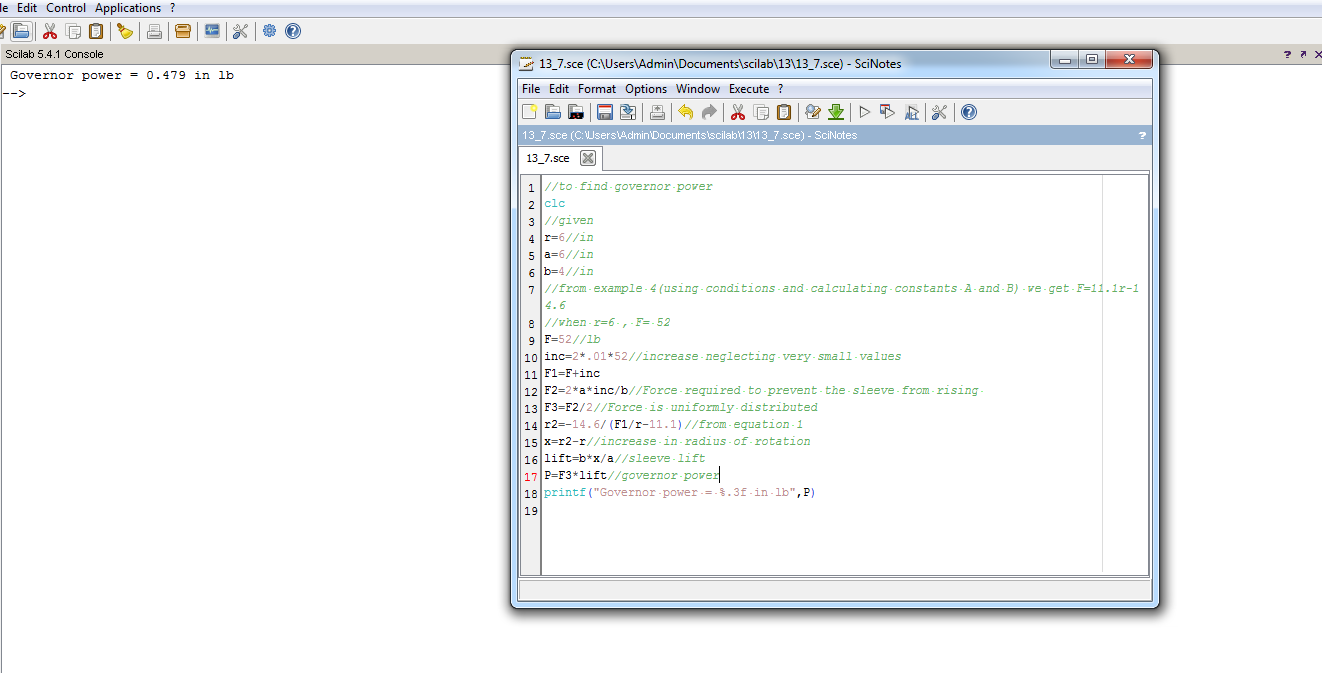 le Edit Control Applications ?
Scilab 5.4.1 Console ?
Governor power = 0.479 in lb
-->
13_7.sce (C:\Users\Admin\Documents\scilab\13\13_7.sce) - SciNotes
File Edit Format Options Window Execute ?
13_7.sce (C:\Users\Admin\Documents\scilab\13\13_7.sce) - SciNotes ?
13_7.sce
1 //to find governor power
2 clc
3 //given
4 r=6//in
5 a=6//in
6 b=4//in
7 //from example 4(using conditions and calculating constants A and B) we get F=11.1r-1
4.6
8 //when r=6 , F= 52
9 F=52//lb
10 inc=2*.01*52//increase neglecting very small values
11 F1=F+inc
12 F2=2*a*inc/b//Force required to prevent the sleeve from rising
13 F3=F2/2//Force is uniformly distributed
14 r2=-14.6/(F1/r-11.1)//from equation 1
15 x=r2-r//increase in radius of rotation
16 lift=b*x/a//sleeve lift
17 P=F3*lift//governor power
18 printf("Governor power = %.3f in lb",P)
19